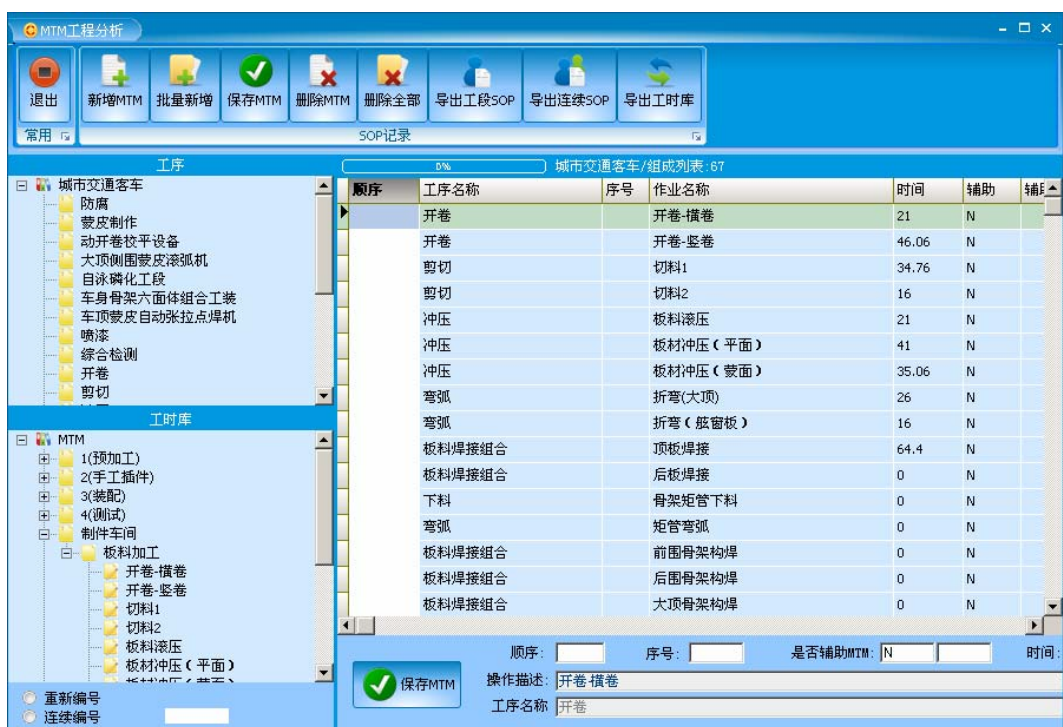 MTM工程分析
退出
新增MTM
批量新增
保存MTM
删除MTM
删除全部
导出工段SOP
导出连续SOP
导出工时库
常用
SOP记录
工序
城市交通客车
防腐
蒙皮制作
动开卷校平设备
大顶侧围蒙皮滚弧机
自泳磷化工段
车身骨架六面体组合工装
车顶蒙皮自动张拉点焊机
喷漆
综合检测
开卷
剪切
工时库
MTM
1(预加工)
2(手工插件)
3(装配)
4(测试)
制件车间
板料加工
开卷-横卷
开卷-竖卷
切料1
切料2
板料滚压
板材冲压(平面)
板材冲压(蒙面)
重新编号
连续编号
0% 城市交通客车/组成列表:67
顺序 工序名称 序号 作业名称 时间 辅助
开卷 开卷-横卷 21 N
开卷 开卷-竖卷 46.06 N
剪切 切料1 34.76 N
剪切 切料2 16 N
冲压 板料滚压 21 N
冲压 板材冲压(平面) 41 N
冲压 板材冲压(蒙面) 35.06 N
弯弧 折弯(大顶) 26 N
弯弧 折弯(舷窗板) 16 N
板料焊接组合 顶板焊接 64.4 N
板料焊接组合 后板焊接 0 N
下料 骨架矩管下料 0 N
弯弧 矩管弯弧 0 N
板料焊接组合 前围骨架构焊 0 N
板料焊接组合 后围骨架构焊 0 N
板料焊接组合 大顶骨架构焊 0 N
保存MTM
顺序: 序号: 是否辅助MTM: N 时间:
操作描述: 开卷-横卷
工序名称 开卷